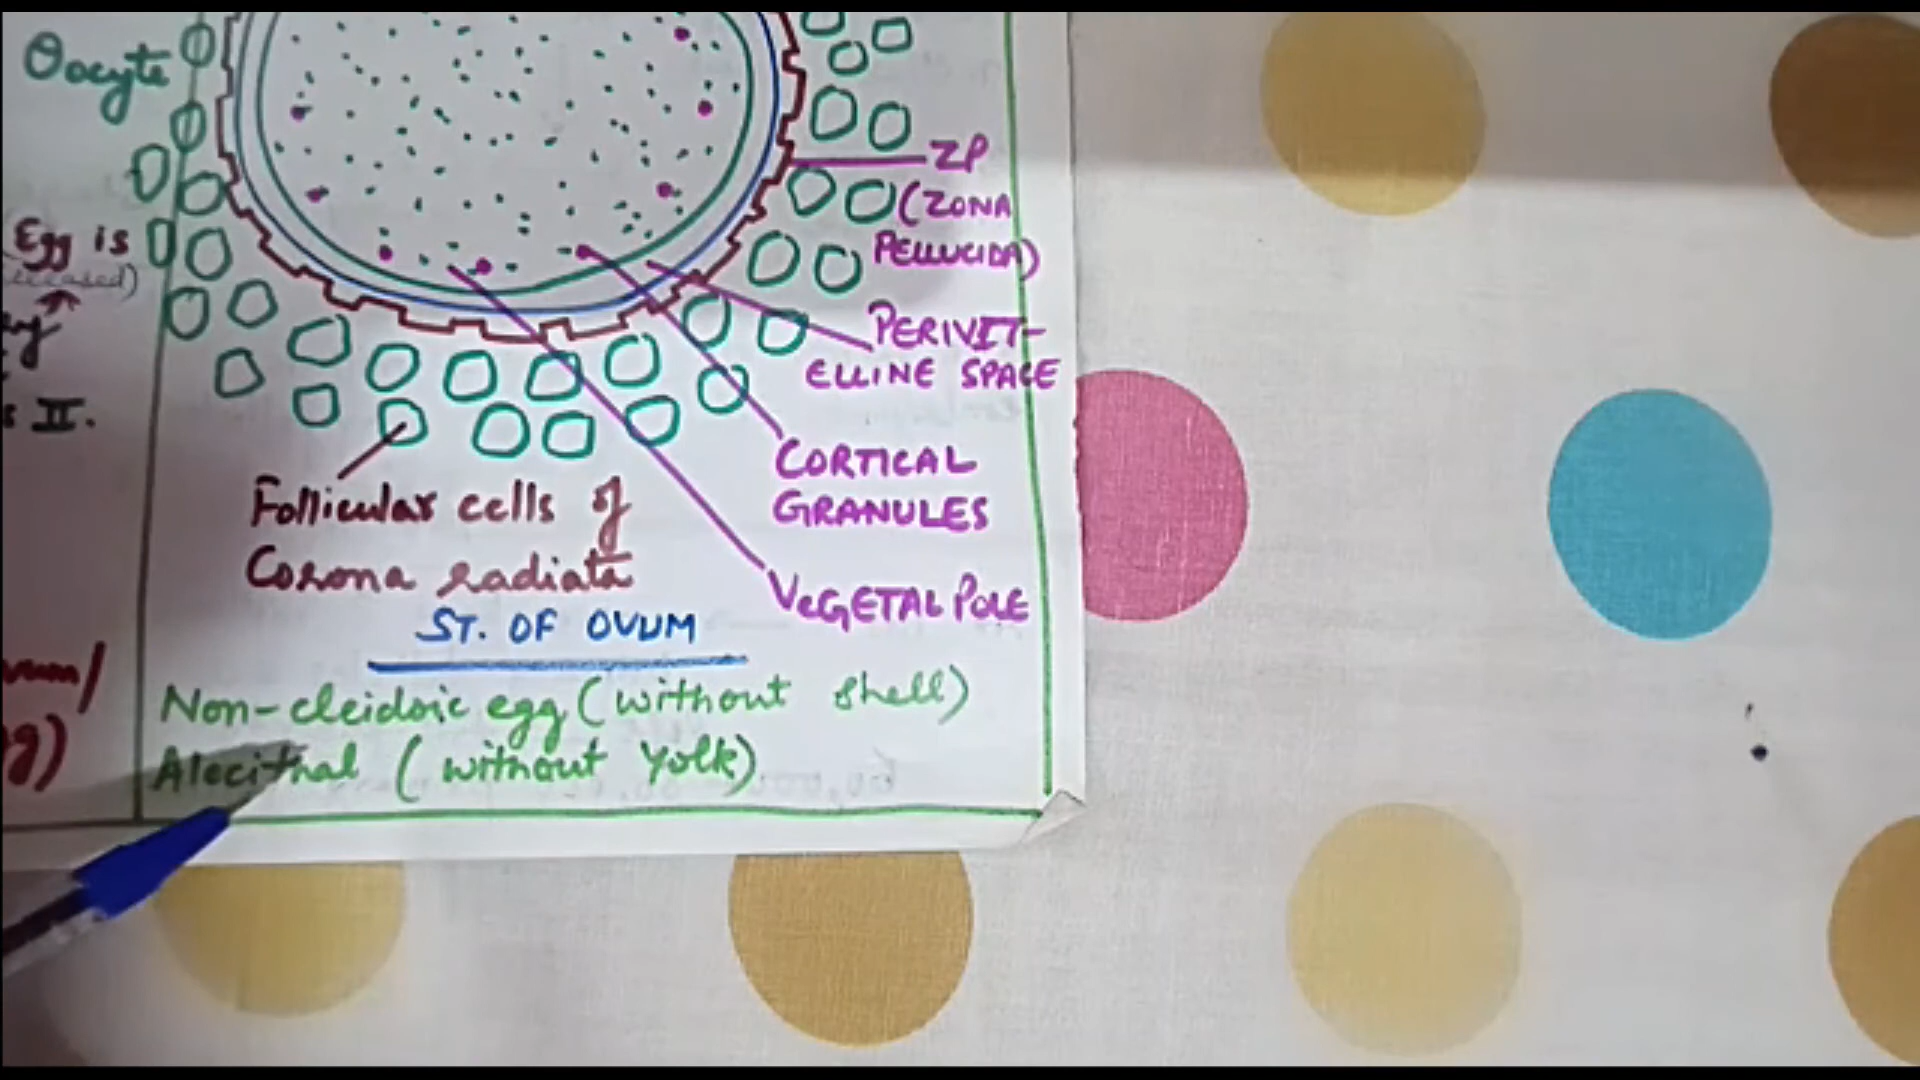 Oocyte
ZP
(ZONA
PELLUCIDA)
Egg is
PERIVIT-
ELLINE SPACE
II.
CORTICAL
GRANULES
Follicular cells of
Corona radiata
VeGETAL POLE
ST. OF OVUM
Non-cleidoic egg (without shell)
Alecithal (without yolk)